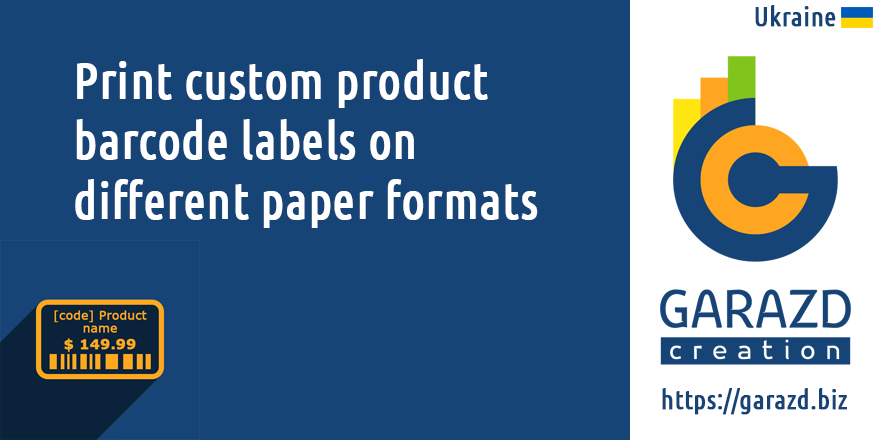 Ukraine
Print custom product
barcode labels on
different paper formats
[code] Product
name
$ 149.99
GARAZD
creation
https://garazd.biz